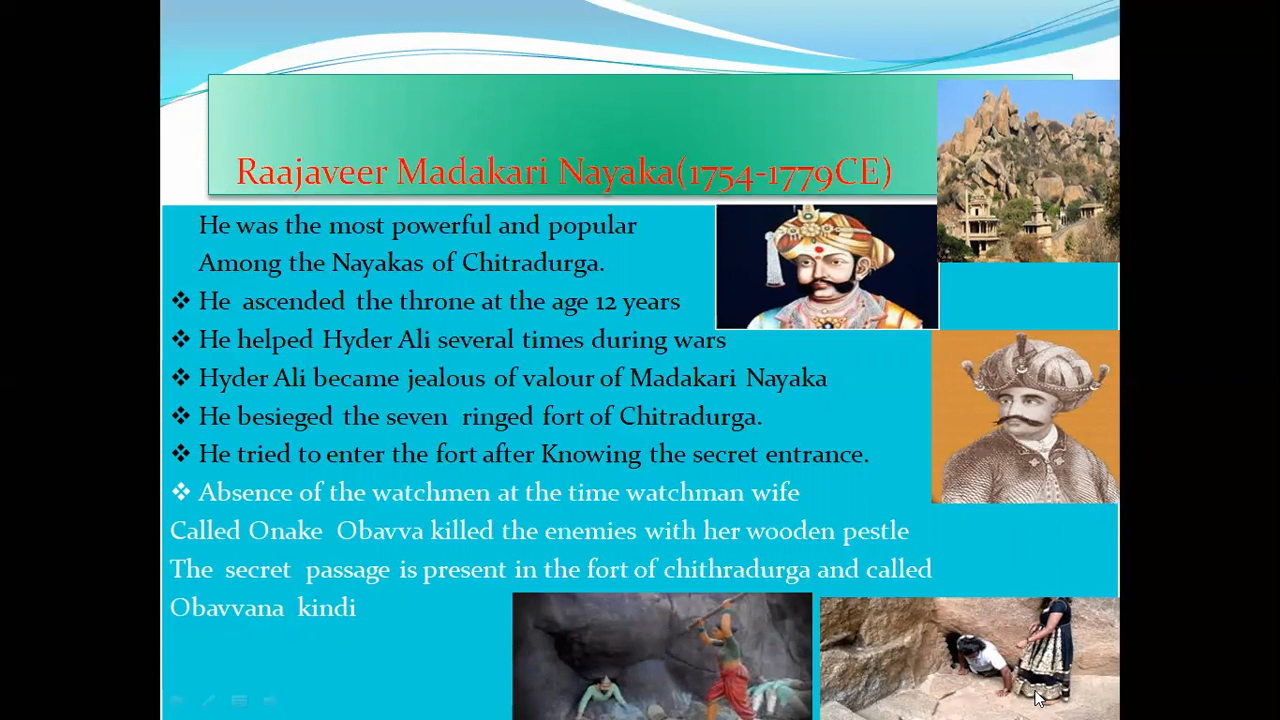 Raajaveer Madakari Nayaka(1754-1779CE)
He was the most powerful and popular
Among the Nayakas of Chitradurga.
❖ He ascended the throne at the age 12 years
❖ He helped Hyder Ali several times during wars
❖ Hyder Ali became jealous of valour of Madakari Nayaka
❖ He besieged the seven ringed fort of Chitradurga.
❖ He tried to enter the fort after Knowing the secret entrance.
❖ Absence of the watchmen at the time watchman wife
Called Onake Obavva killed the enemies with her wooden pestle
The secret passage is present in the fort of chithradurga and called
Obavvana kindi